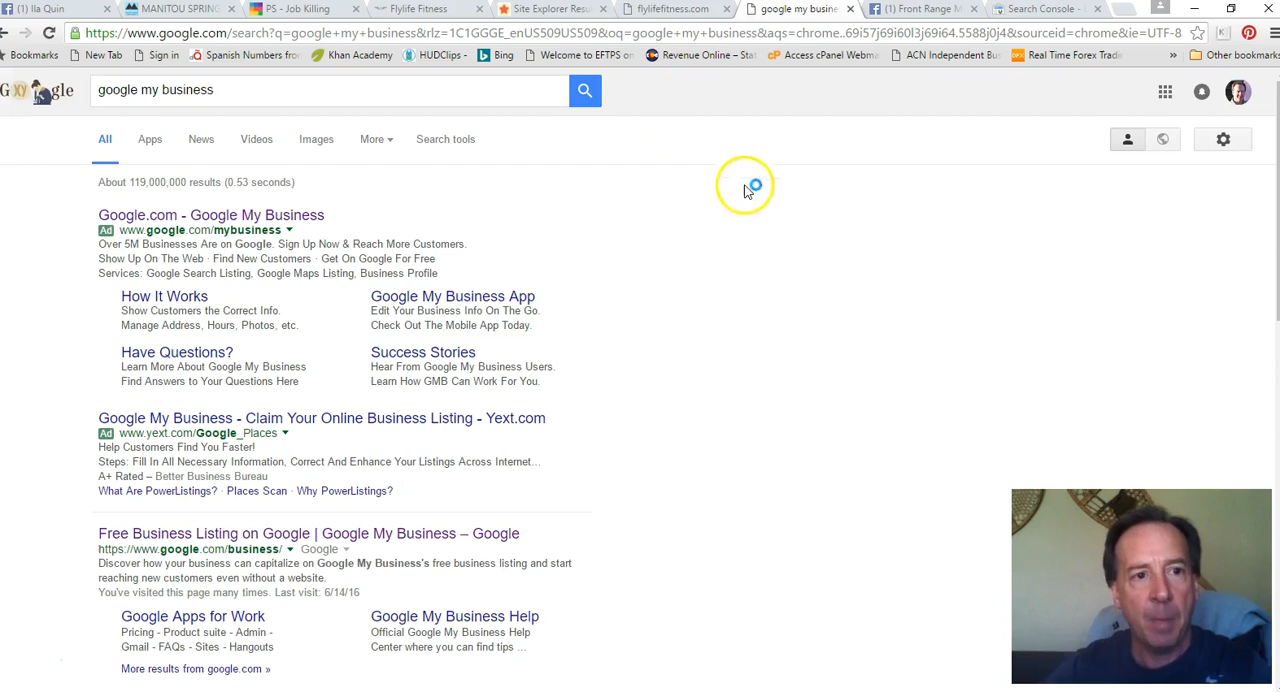 (1) Ila Quin
MANITOU SPRING
PS - Job Killing
Flylife Fitness
Site Explorer Resu
flylifefitness.com
google my busine
(1) Front Range M
Search Console -
https://www.google.com/search?q=google+my+business&rlz=1C1GGGE_enUS509US509&oq=google+my+business&aqs=chrome..69i57j69i60l3j69i64.5588j0j4&sourceid=chrome&ie=UTF-8
Bookmarks
New Tab
Sign in
Spanish Numbers fro
Khan Academy
HUDClips -
Bing
Welcome to EFTPS on
Revenue Online – Stat
Access cPanel Webma
ACN Independent Bus
Real Time Forex Tradin
»
Other bookmarks
G XY gle
google my business
All
Apps
News
Videos
Images
More
Search tools
About 119,000,000 results (0.53 seconds)
Google.com - Google My Business
Ad www.google.com/mybusiness
Over 5M Businesses Are on Google. Sign Up Now & Reach More Customers.
Show Up On The Web · Find New Customers · Get On Google For Free
Services: Google Search Listing, Google Maps Listing, Business Profile
How It Works
Show Customers the Correct Info.
Manage Address, Hours, Photos, etc.
Google My Business App
Edit Your Business Info On The Go.
Check Out The Mobile App Today.
Have Questions?
Learn More About Google My Business
Find Answers to Your Questions Here
Success Stories
Hear From Google My Business Users.
Learn How GMB Can Work For You.
Google My Business - Claim Your Online Business Listing - Yext.com
Ad www.yext.com/Google_Places
Help Customers Find You Faster!
Steps: Fill In All Necessary Information, Correct And Enhance Your Listings Across Internet...
A+ Rated – Better Business Bureau
What Are PowerListings? · Places Scan · Why PowerListings?
Free Business Listing on Google | Google My Business – Google
https://www.google.com/business/ Google
Discover how your business can capitalize on Google My Business's free business listing and start
reaching new customers even without a website.
You've visited this page many times. Last visit: 6/14/16
Google Apps for Work
Pricing - Product suite - Admin -
Gmail - FAQs - Sites - Hangouts
Google My Business Help
Official Google My Business Help
Center where you can find tips ...
More results from google.com »